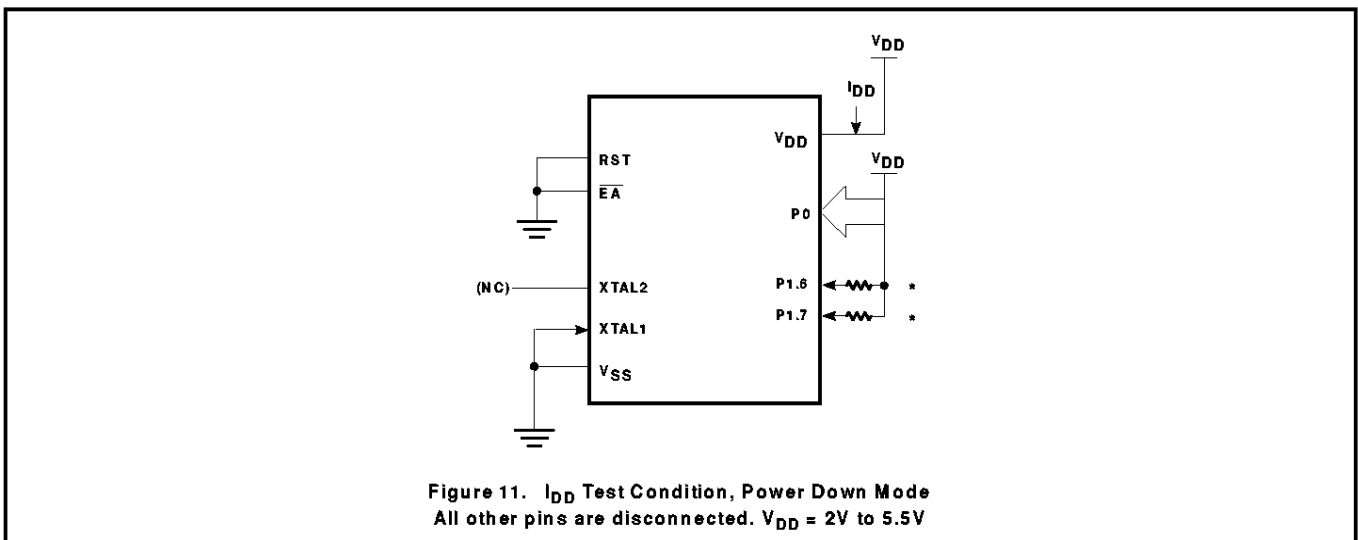 VDD
IDD
VDD
RST
EA
VDD
P0
(NC)
XTAL2
P1.6
*
P1.7
*
XTAL1
VSS
Figure 11. IDD Test Condition, Power Down Mode
All other pins are disconnected. VDD = 2V to 5.5V